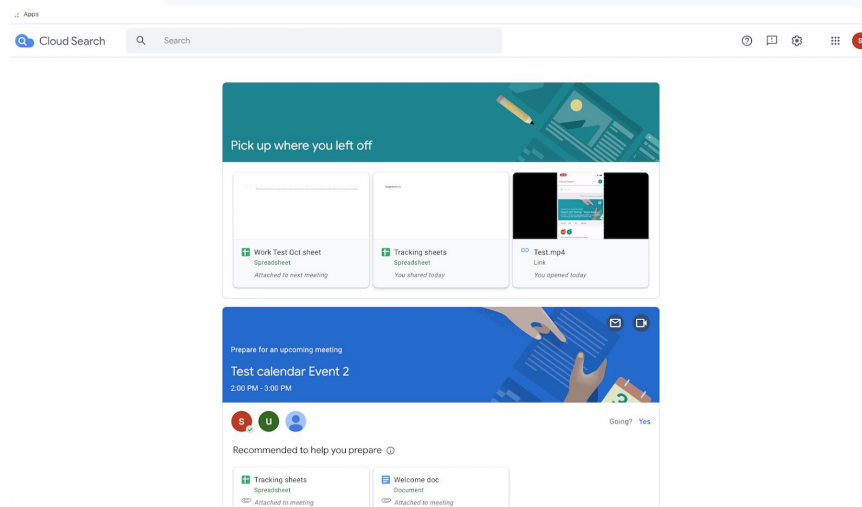 Apps
Cloud Search
Search
Pick up where you left off
Work Test Oct sheet
Spreadsheet
Attached to next meeting
Tracking sheets
Spreadsheet
You shared today
Test.mp4
Link
You opened today
Prepare for an upcoming meeting
Test calendar Event 2
2:00 PM - 3:00 PM
S
U
Going? Yes
Recommended to help you prepare
Tracking sheets
Spreadsheet
Attached to meeting
Welcome doc
Document
Attached to meeting